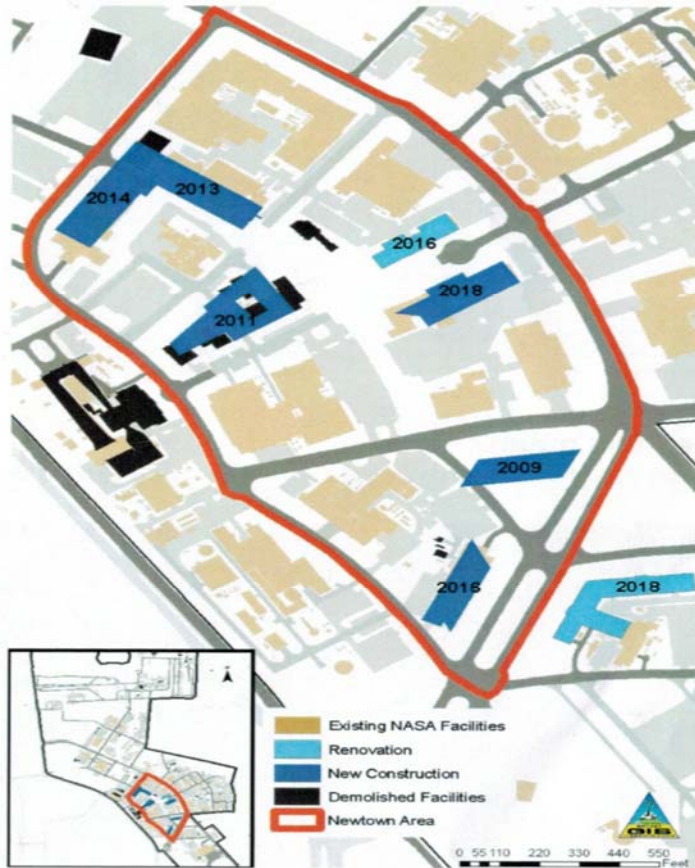 2014
2013
2016
2018
2011
2009
2016
2018
Existing NASA Facilities
Renovation
New Construction
Demolished Facilities
Newtown Area
GIS
0 55 110 220 330 440 550
Feet